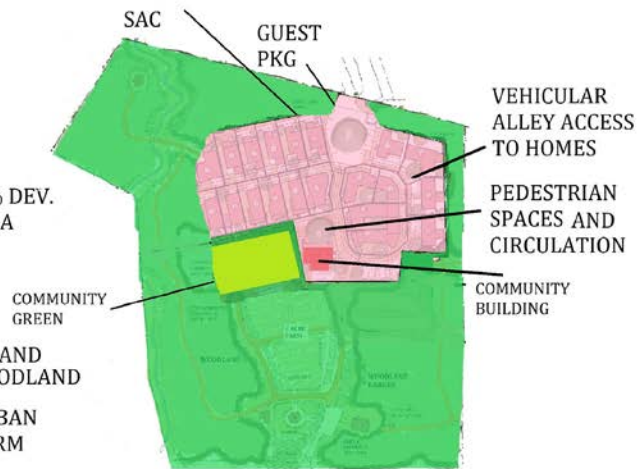 SAC
GUEST
PKG
VEHICULAR
ALLEY ACCESS
TO HOMES
DEV.
A
PEDESTRIAN
SPACES AND
CIRCULATION
COMMUNITY
GREEN
COMMUNITY
BUILDING
AND
ODLAND
WOODLAND
BAN
RM